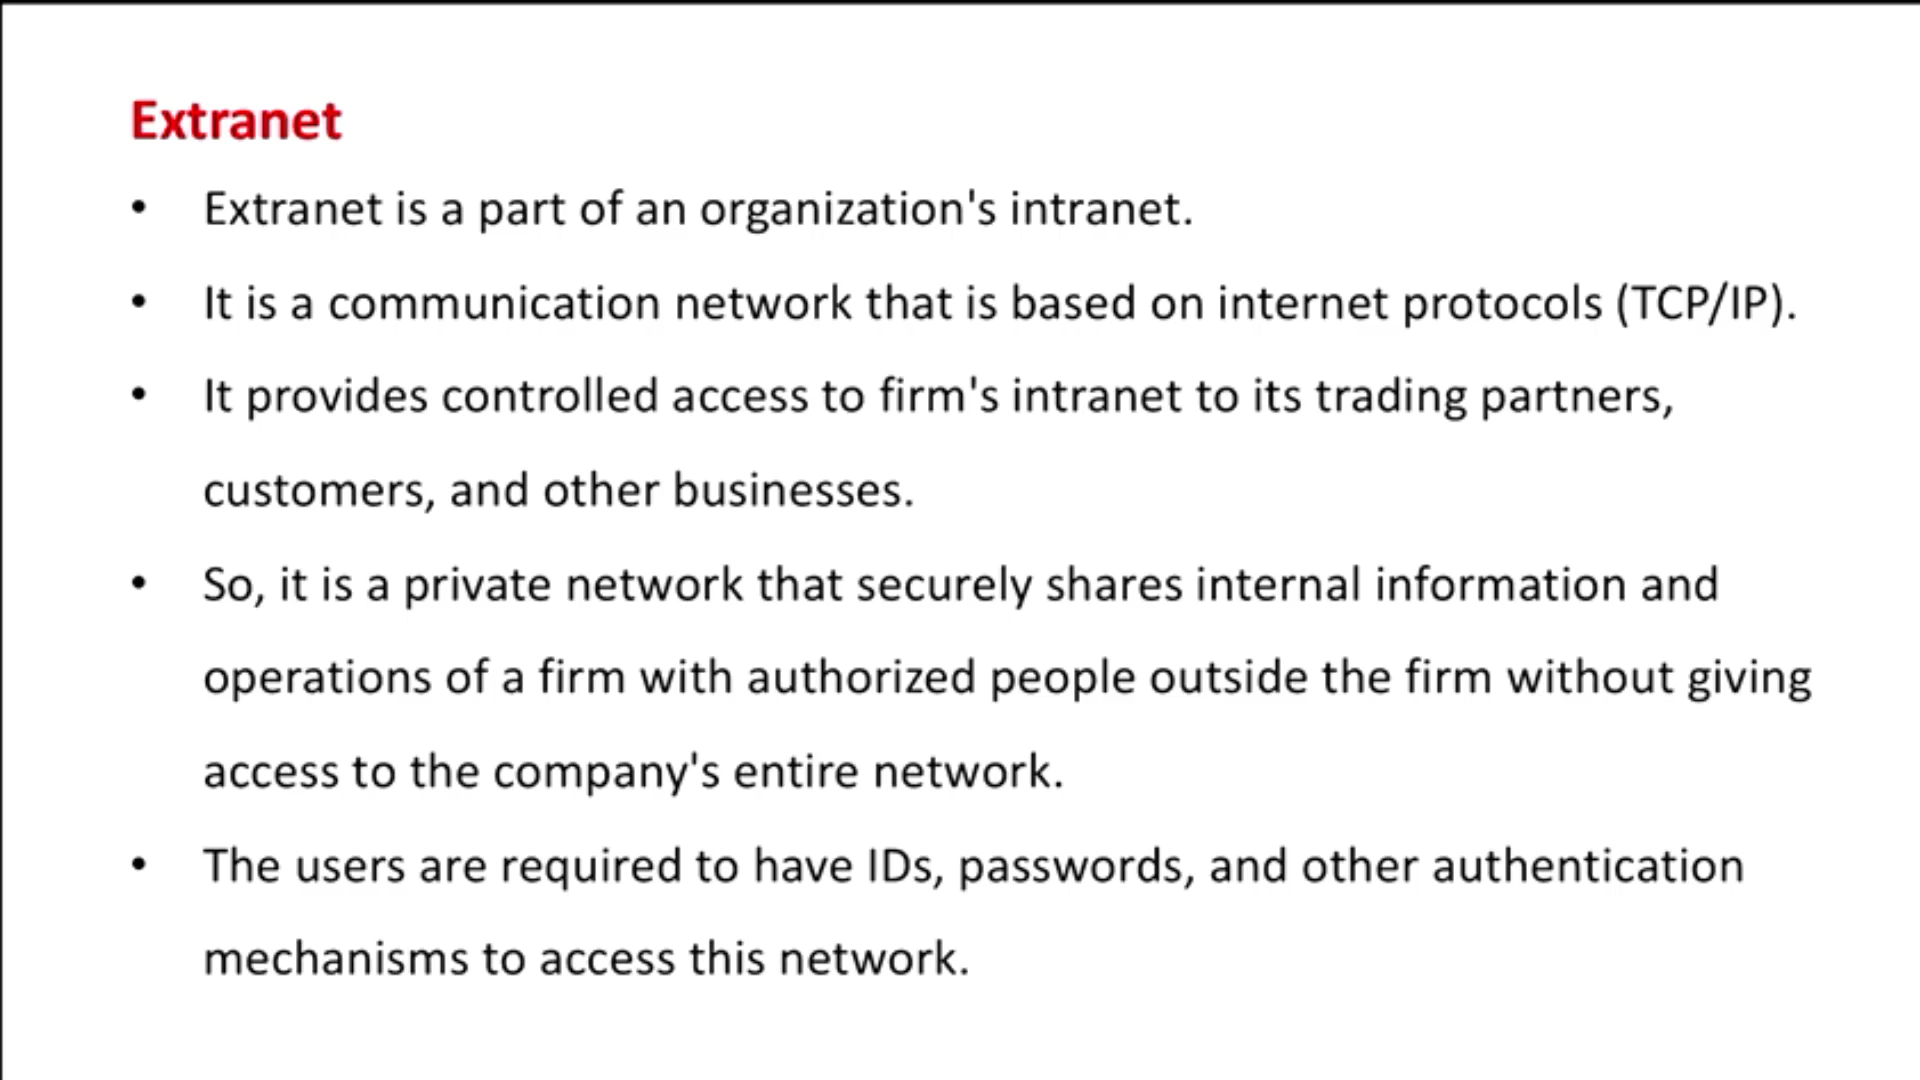 Extranet
• Extranet is a part of an organization's intranet.
• It is a communication network that is based on internet protocols (TCP/IP).
• It provides controlled access to firm's intranet to its trading partners,
customers, and other businesses.
• So, it is a private network that securely shares internal information and
operations of a firm with authorized people outside the firm without giving
access to the company's entire network.
• The users are required to have IDs, passwords, and other authentication
mechanisms to access this network.